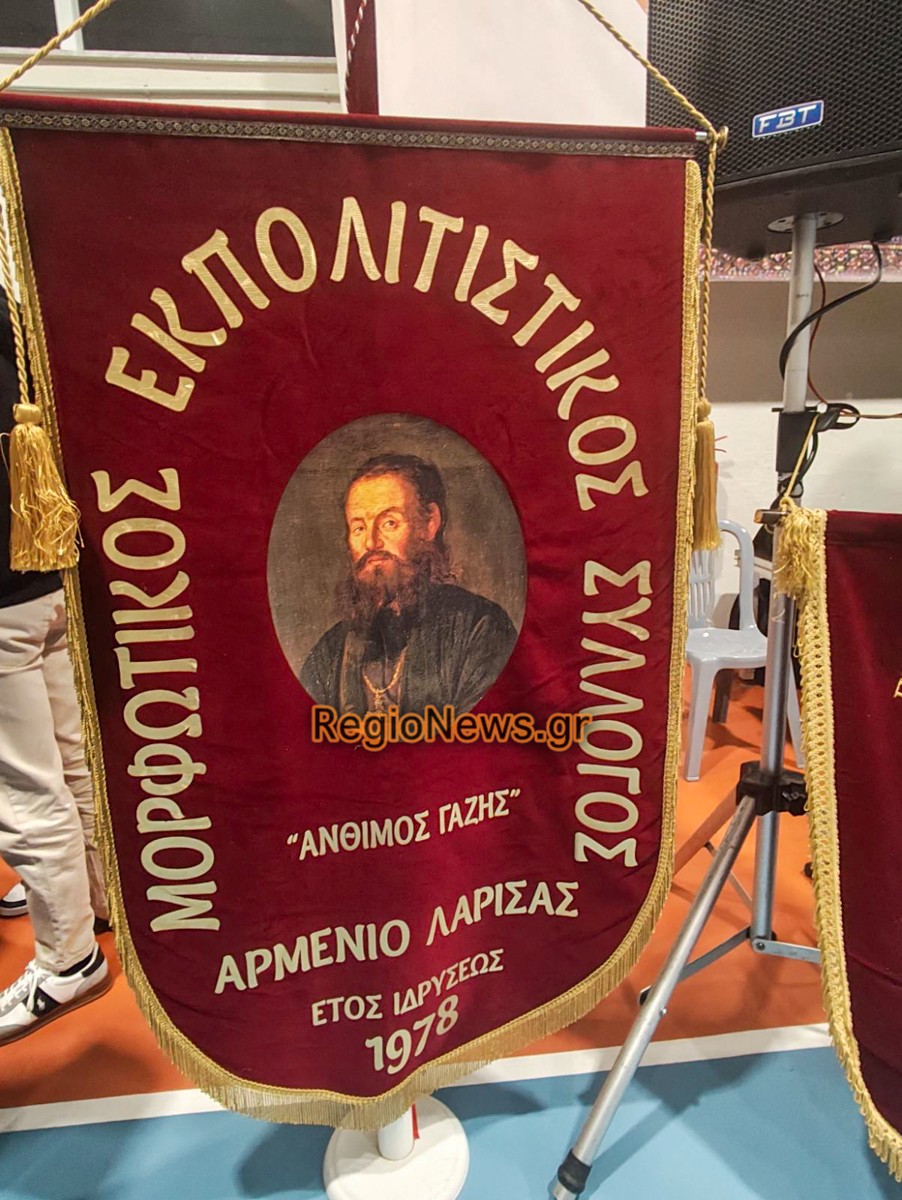 FBT
ΜΟΡΦΩΤΙΚΟΣ ΕΚΠΟΛΙΤΙΣΤΙΚΟΣ ΣΥΛΛΟΓΟΣ
RegioNews.gr
“ΑΝΘΙΜΟΣ ΓΑΖΗΣ”
ΑΡΜΕΝΙΟ ΛΑΡΙΣΑΣ
ΕΤΟΣ ΙΔΡΥΣΕΩΣ
1978